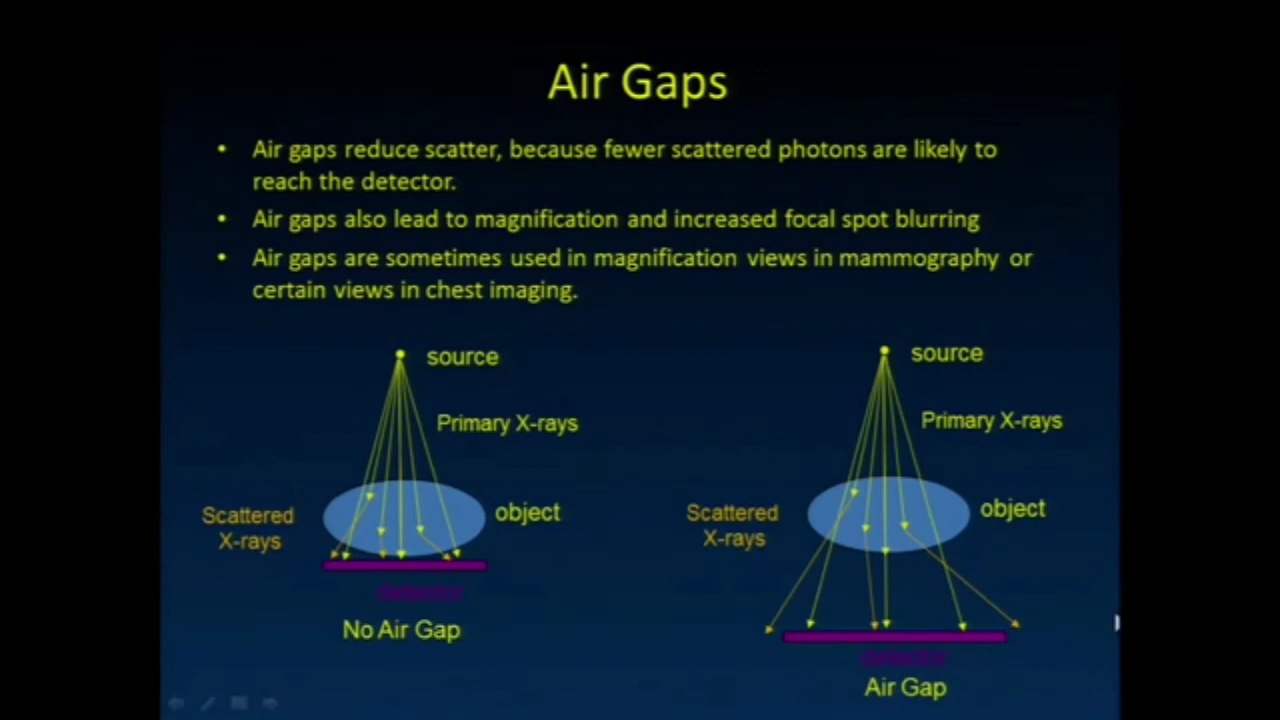 Air Gaps
• Air gaps reduce scatter, because fewer scattered photons are likely to
reach the detector.
• Air gaps also lead to magnification and increased focal spot blurring
• Air gaps are sometimes used in magnification views in mammography or
certain views in chest imaging.
source
Primary X-rays
Scattered
X-rays
object
detector
No Air Gap
source
Primary X-rays
Scattered
X-rays
object
detector
Air Gap